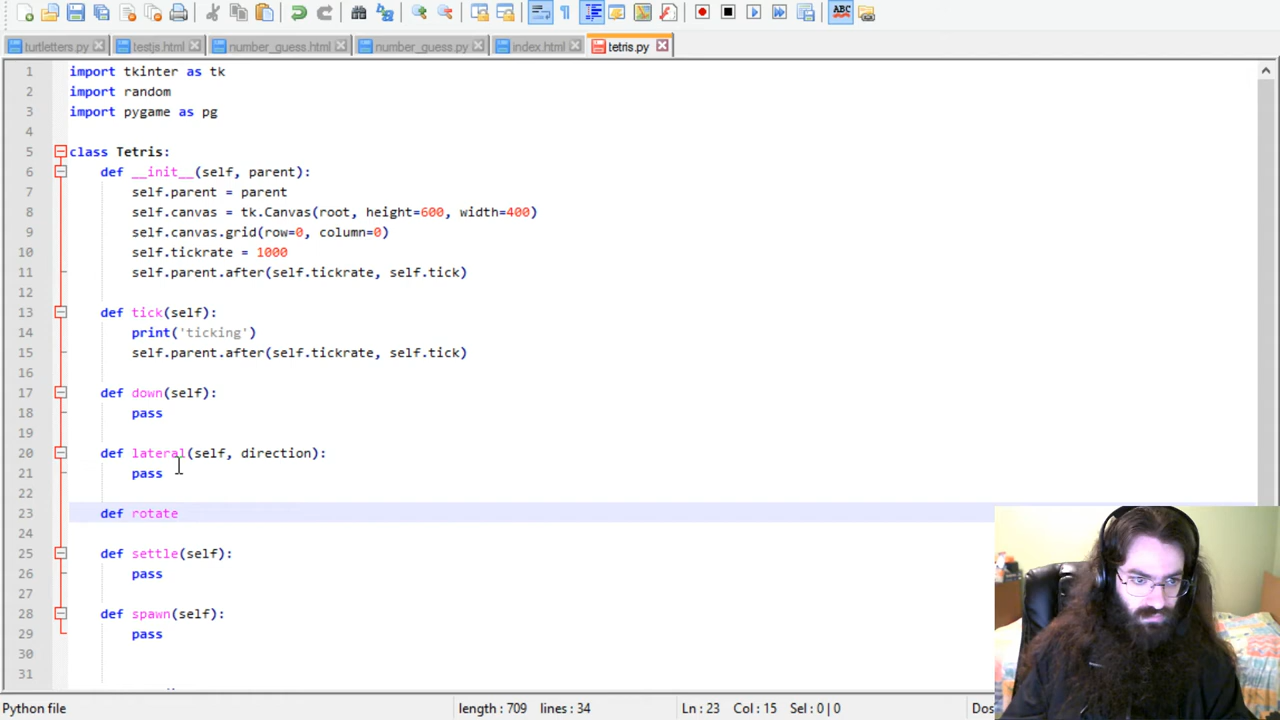 ABC
turtletters.py
testjs.html
number_guess.html
number_guess.py
index.html
tetris.py
1 import tkinter as tk
2 import random
3 import pygame as pg
4
5 class Tetris:
6 def __init__(self, parent):
7 self.parent = parent
8 self.canvas = tk.Canvas(root, height=600, width=400)
9 self.canvas.grid(row=0, column=0)
10 self.tickrate = 1000
11 self.parent.after(self.tickrate, self.tick)
12
13 def tick(self):
14 print('ticking')
15 self.parent.after(self.tickrate, self.tick)
16
17 def down(self):
18 pass
19
20 def lateral(self, direction):
21 pass
22
23 def rotate
24
25 def settle(self):
26 pass
27
28 def spawn(self):
29 pass
30
31
Python file length : 709 lines : 34 Ln : 23 Col : 15 Sel : 0 | 0 Dos